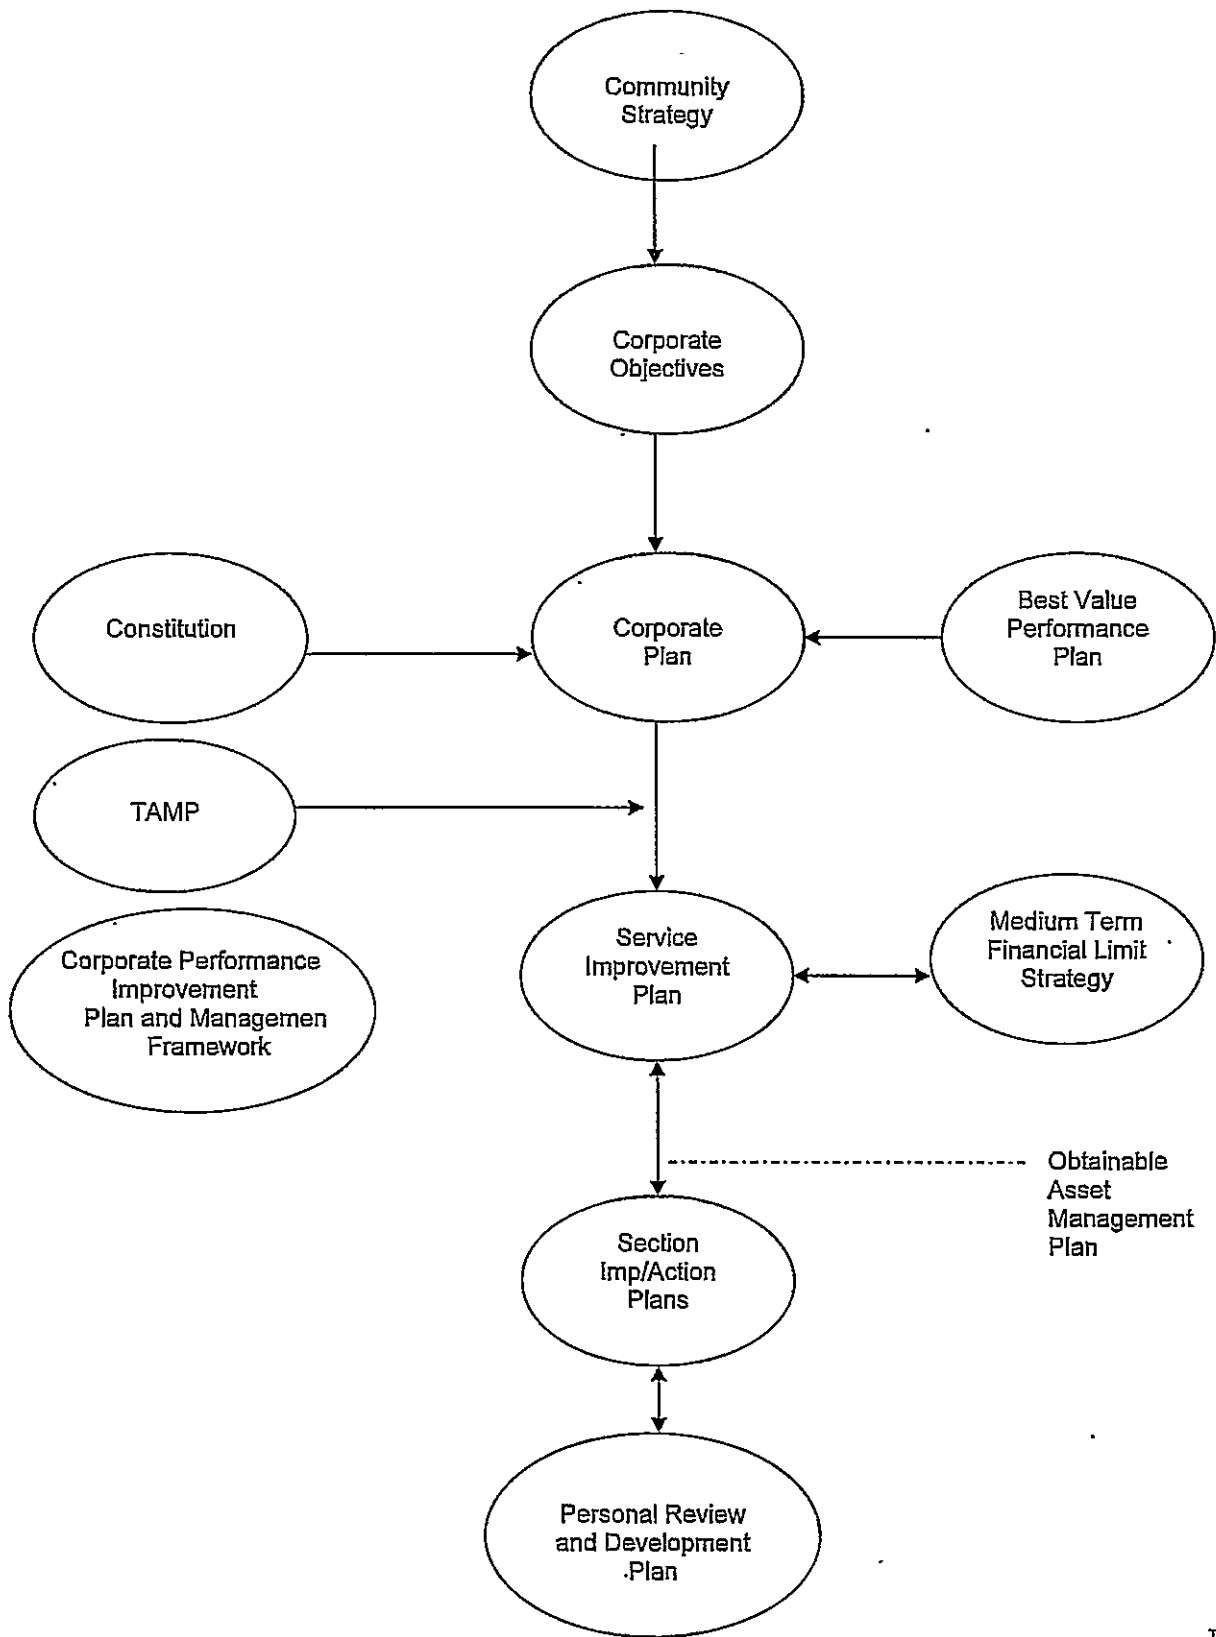 Community
Strategy
Corporate
Objectives
Constitution
Corporate
Plan
Best Value
Performance
Plan
TAMP
Corporate Performance
Improvement
Plan and Managemen
Framework
Service
Improvement
Plan
Medium Term
Financial Limit
Strategy
Obtainable
Asset
Management
Plan
Section
Imp/Action
Plans
Personal Review
and Development
Plan